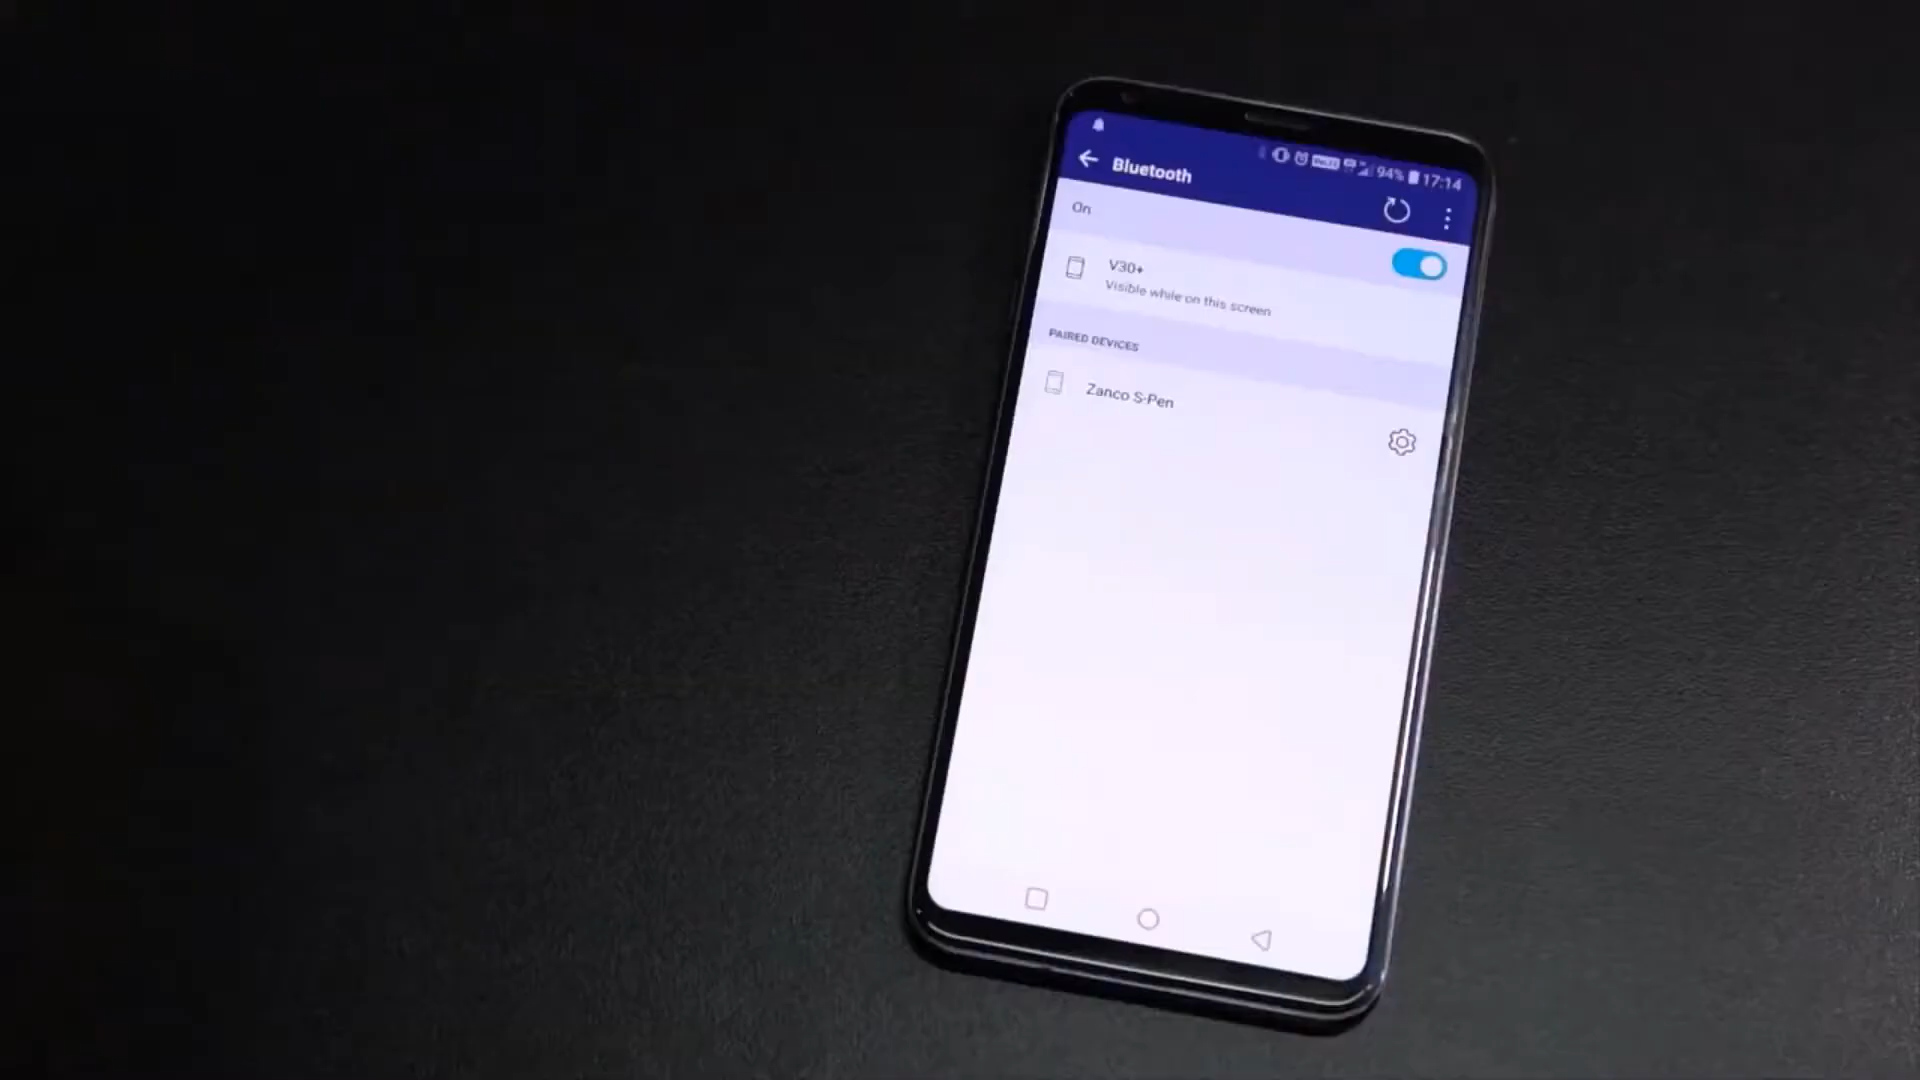 94% 17:14
Bluetooth
On
V30+
Visible while on this screen
PAIRED DEVICES
Zanco S-Pen